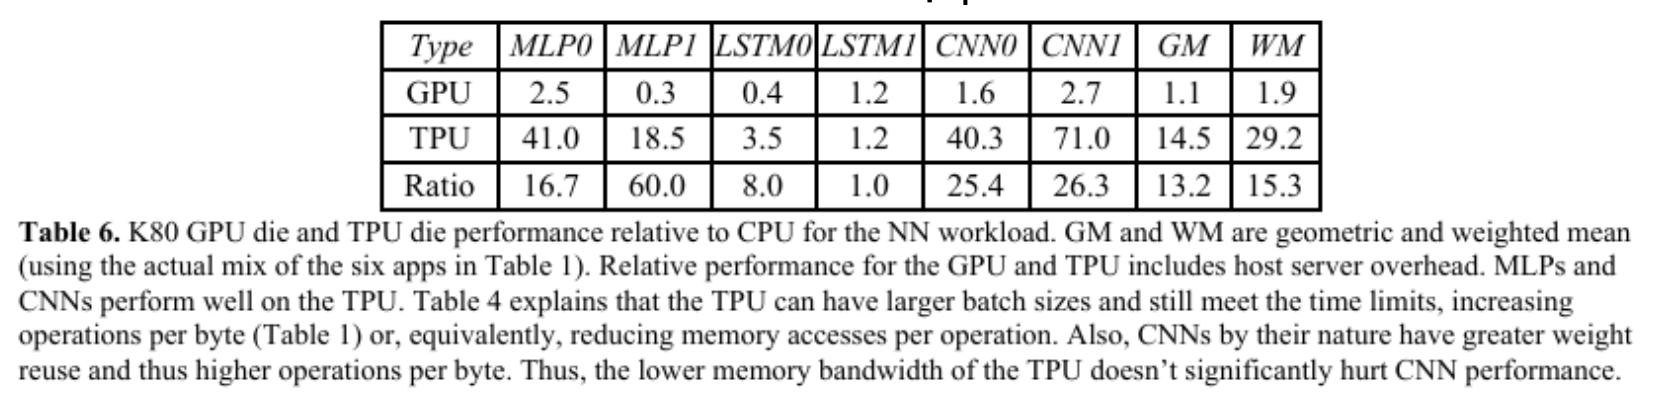 Type MLP0 MLP1 LSTM0 LSTM1 CNN0 CNN1 GM WM
GPU 2.5 0.3 0.4 1.2 1.6 2.7 1.1 1.9
TPU 41.0 18.5 3.5 1.2 40.3 71.0 14.5 29.2
Ratio 16.7 60.0 8.0 1.0 25.4 26.3 13.2 15.3
Table 6. K80 GPU die and TPU die performance relative to CPU for the NN workload. GM and WM are geometric and weighted mean
(using the actual mix of the six apps in Table 1). Relative performance for the GPU and TPU includes host server overhead. MLPs and
CNNs perform well on the TPU. Table 4 explains that the TPU can have larger batch sizes and still meet the time limits, increasing
operations per byte (Table 1) or, equivalently, reducing memory accesses per operation. Also, CNNs by their nature have greater weight
reuse and thus higher operations per byte. Thus, the lower memory bandwidth of the TPU doesn’t significantly hurt CNN performance.